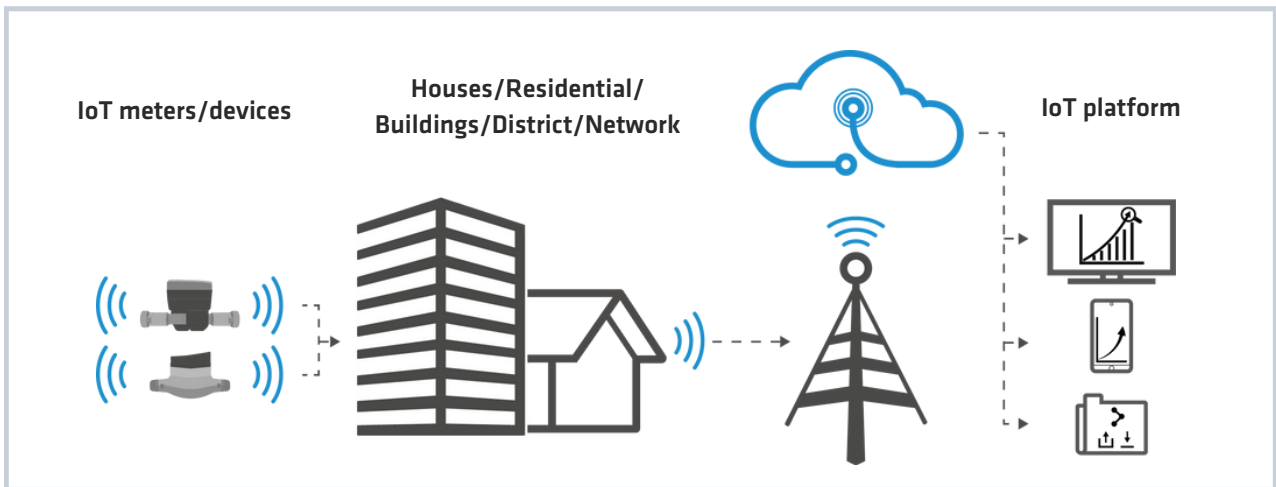 IoT meters/devices
Houses/Residential/
Buildings/District/Network
IoT platform